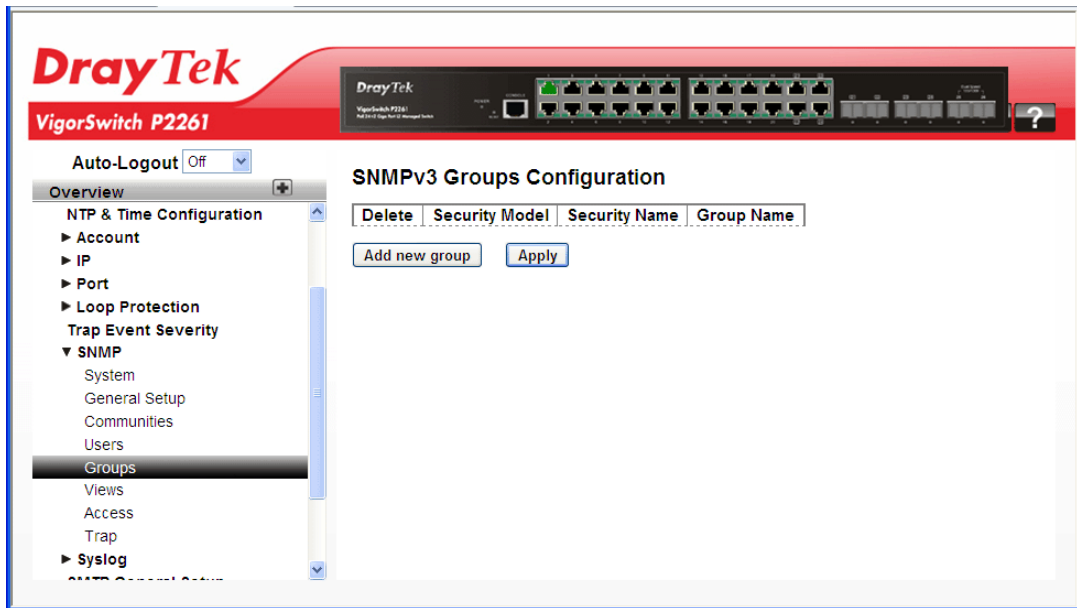 DrayTek
VigorSwitch P2261
DrayTek
VigorSwitch P2261
POWER
CONSOLE
?
Auto-Logout Off
Overview
NTP & Time Configuration
Account
IP
Port
Loop Protection
Trap Event Severity
SNMP
System
General Setup
Communities
Users
Groups
Views
Access
Trap
Syslog
SNMPv3 Groups Configuration
Delete Security Model Security Name Group Name
Add new group Apply